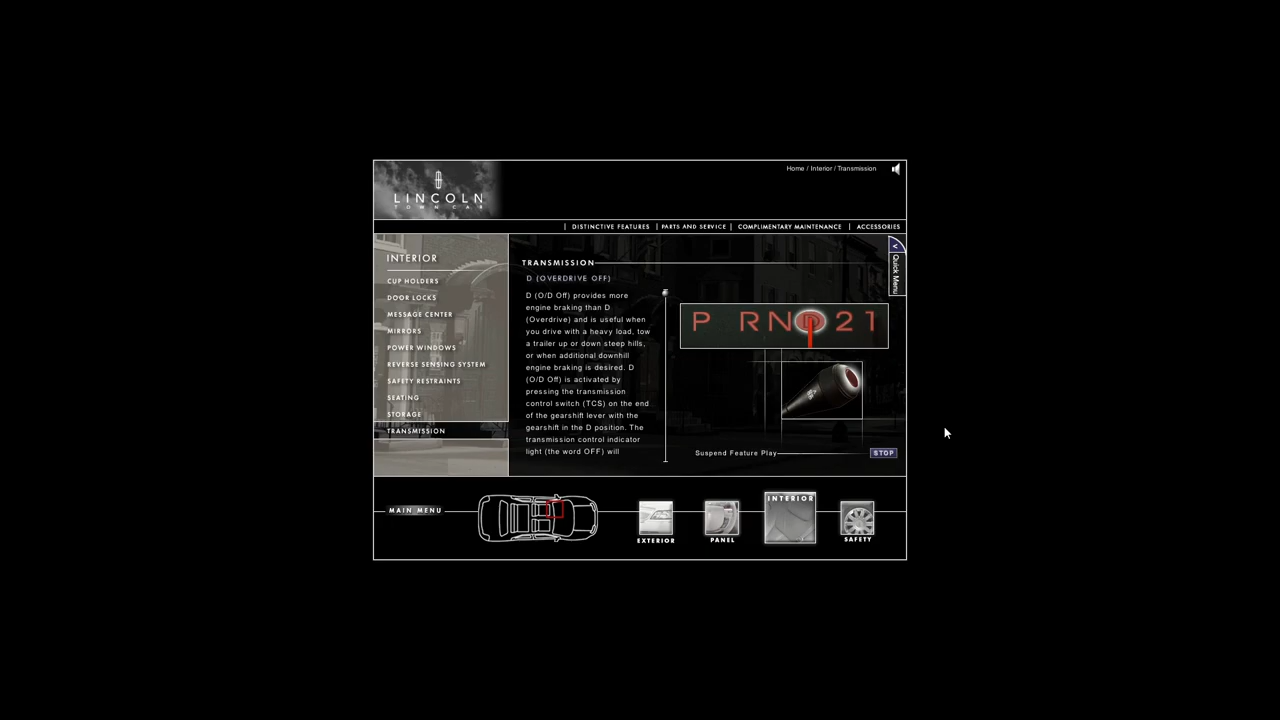 Home / Interior / Transmission
LINCOLN
TOWN CAR
DISTINCTIVE FEATURES | PARTS AND SERVICE | COMPLIMENTARY MAINTENANCE | ACCESSORIES
INTERIOR
CUP HOLDERS
DOOR LOCKS
MESSAGE CENTER
MIRRORS
POWER WINDOWS
REVERSE SENSING SYSTEM
SAFETY RESTRAINTS
SEATING
STORAGE
TRANSMISSION
TRANSMISSION
D (OVERDRIVE OFF)
D (O/D Off) provides more
engine braking than D
(Overdrive) and is useful when
you drive with a heavy load, tow
a trailer up or down steep hills,
or when additional downhill
engine braking is desired. D
(O/D Off) is activated by
pressing the transmission
control switch (TCS) on the end
of the gearshift lever with the
gearshift in the D position. The
transmission control indicator
light (the word OFF) will
P RND21
Suspend Feature Play
STOP
< Quick Menu
MAIN MENU
EXTERIOR
PANEL
INTERIOR
SAFETY